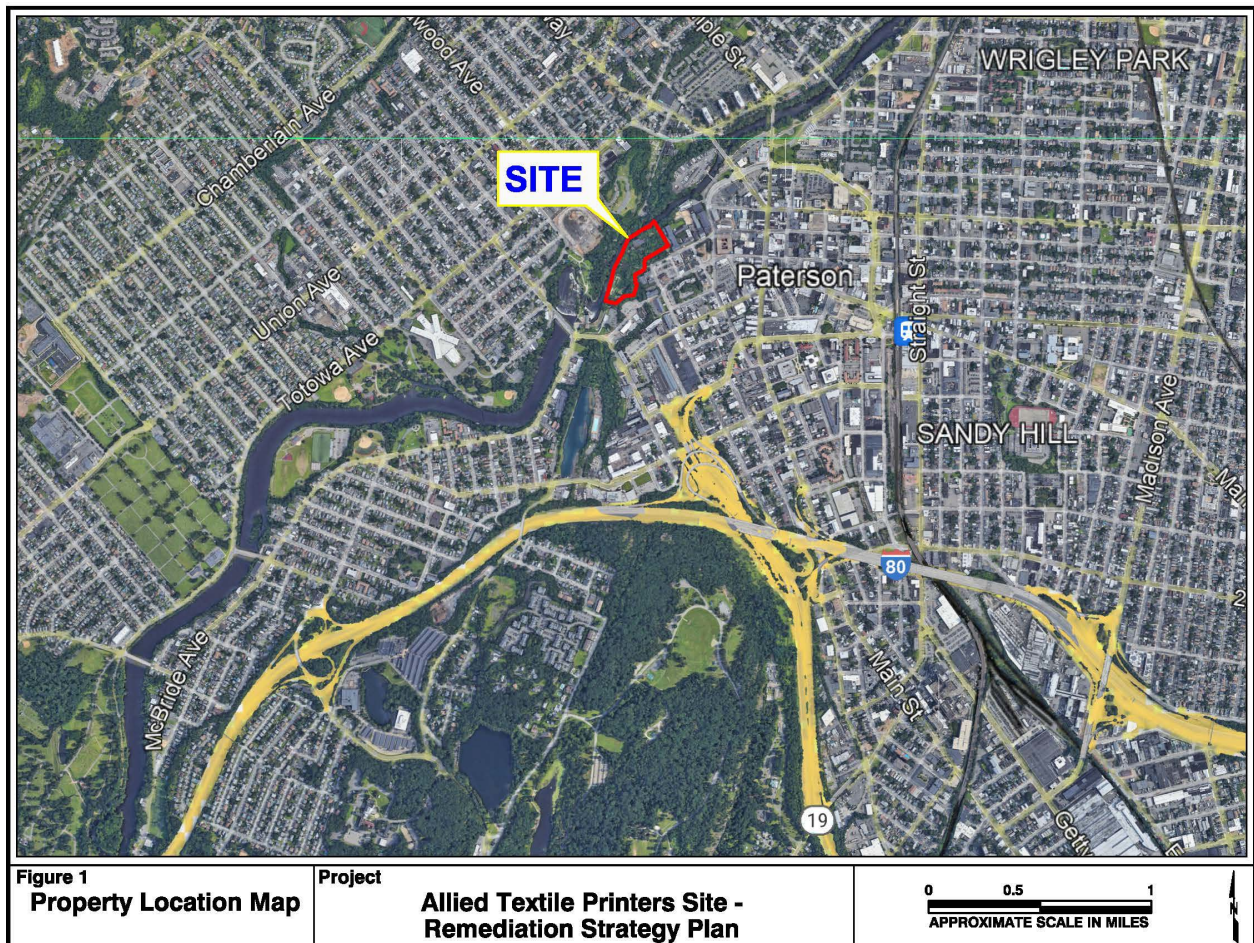 WRIGLEY PARK
Chamberlain Ave
SITE
Union Ave
Paterson
Straight St
Totowa Ave
SANDY HILL
Madison Ave
80
McBride Ave
Main St
19
Figure 1
Property Location Map
Project
Allied Textile Printers Site -
Remediation Strategy Plan
0 0.5 1
APPROXIMATE SCALE IN MILES
N